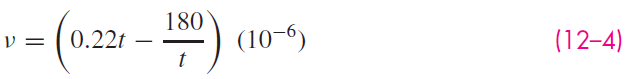 ν = (0.22t − 180/t) (10⁻⁶) (12–4)